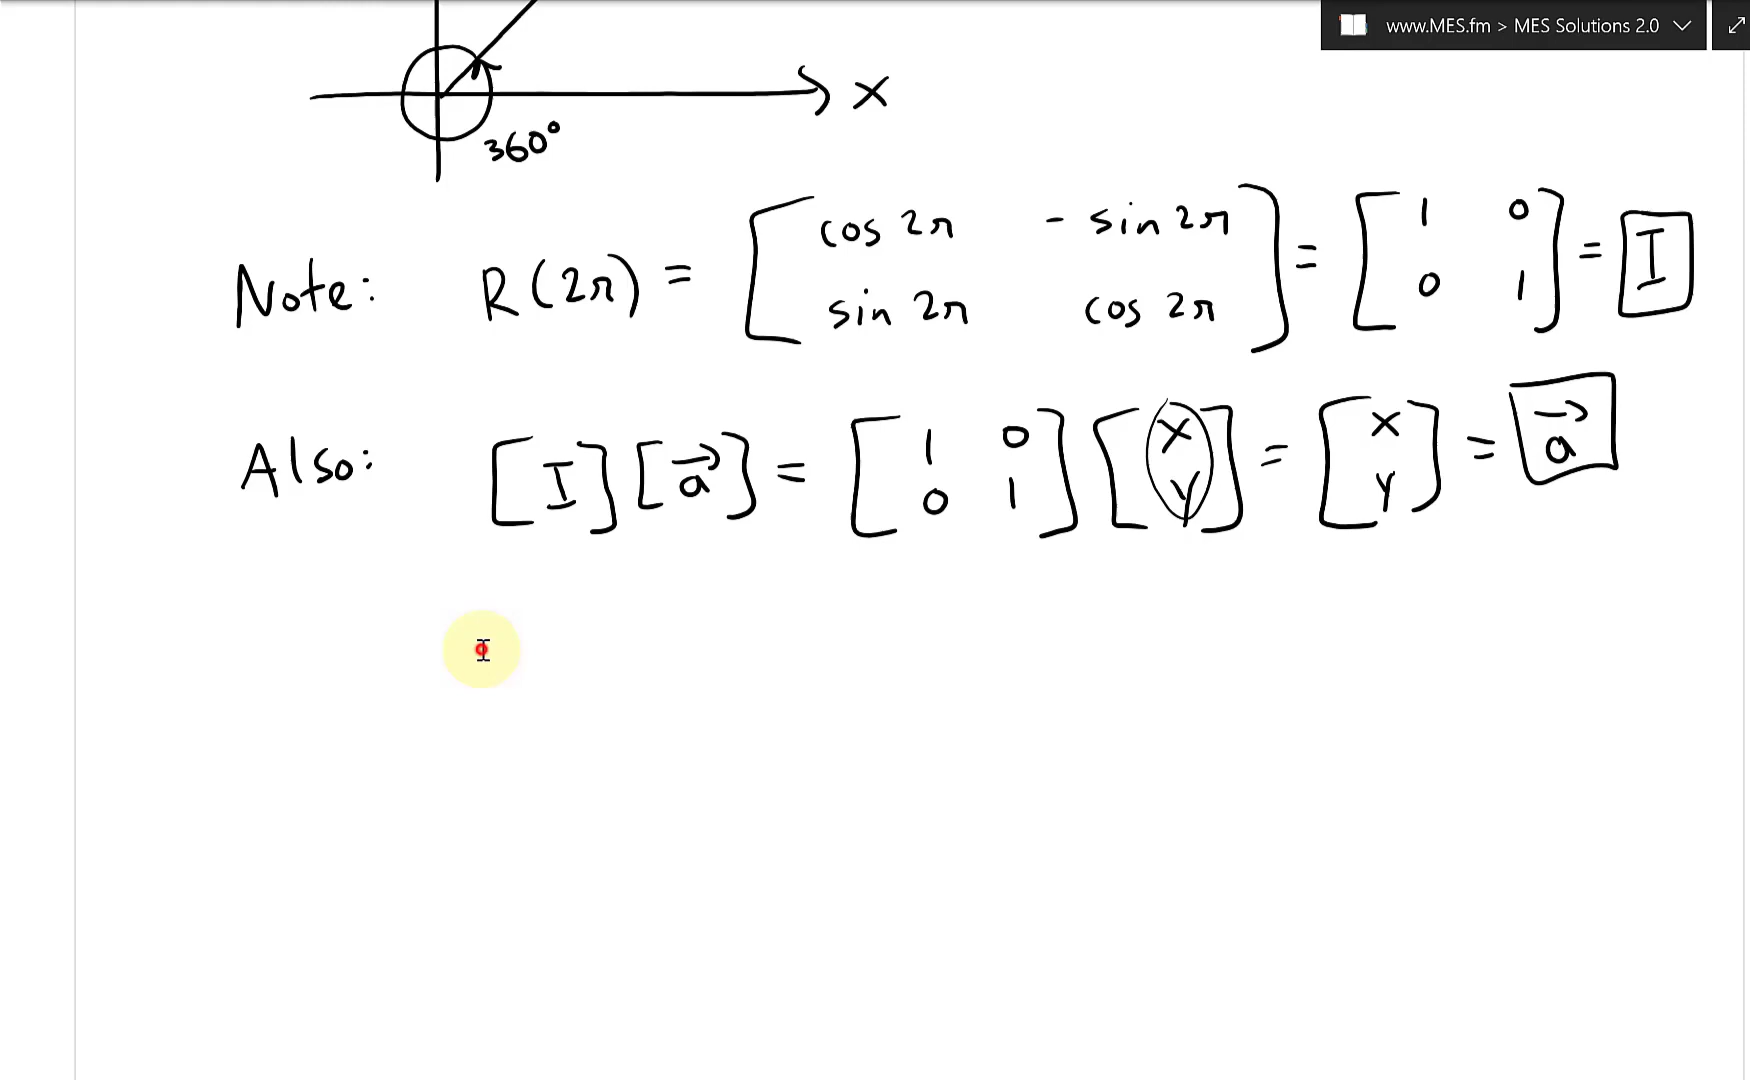 www.MES.fm > MES Solutions 2.0
X
360°
Note: R(2π) = [cos 2π - sin 2π
sin 2π cos 2π] = [1 0
0 1] = I
Also: [I][a⃗] = [1 0
0 1][x
y] = [x
y] = a⃗